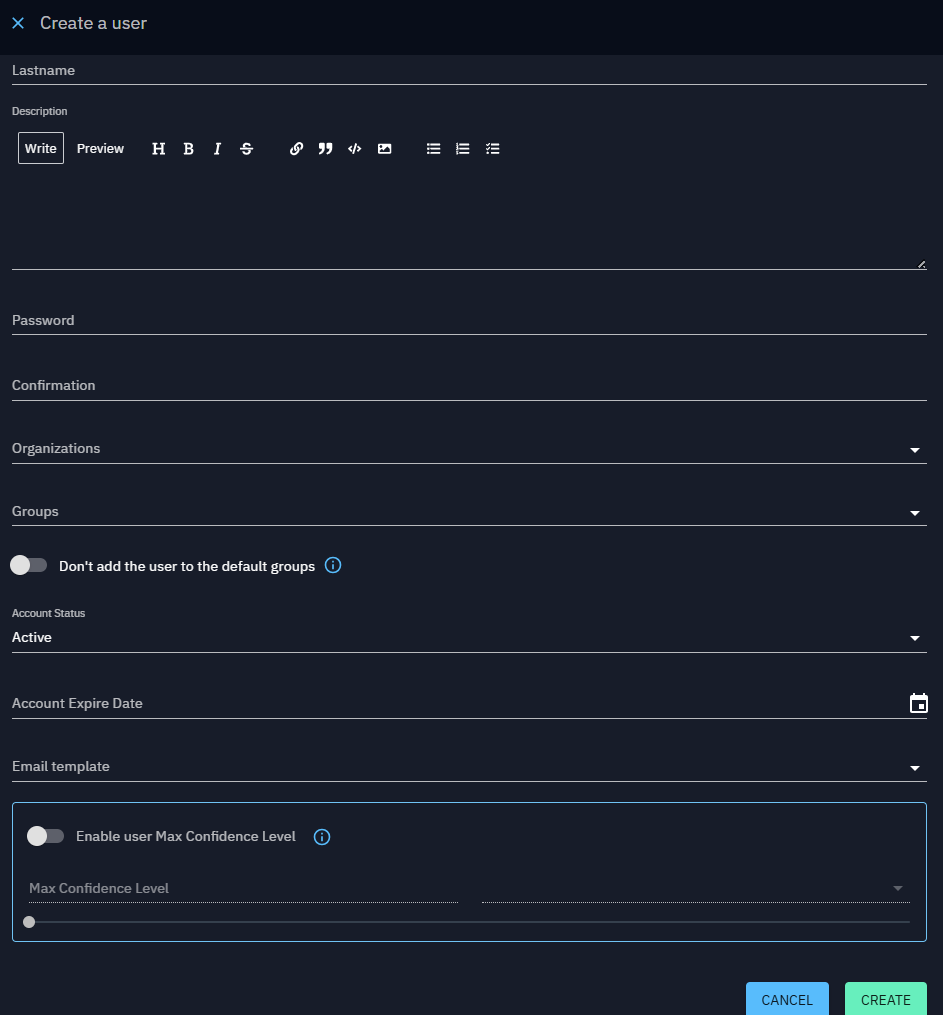 Create a user
Lastname
Description
Write Preview
Password
Confirmation
Organizations
Groups
Don't add the user to the default groups
Account Status
Active
Account Expire Date
Email template
Enable user Max Confidence Level
Max Confidence Level
CANCEL CREATE